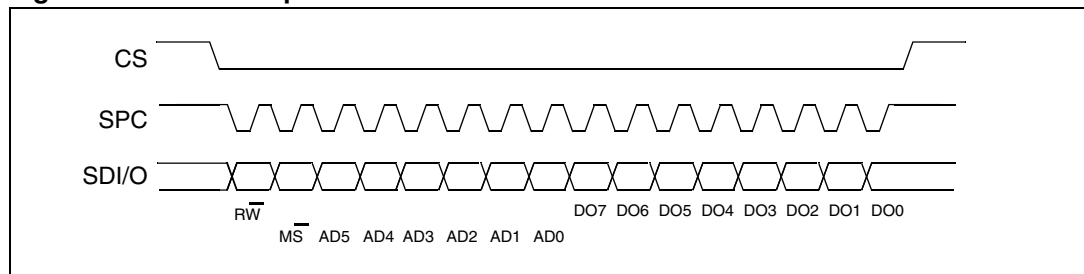 CS
SPC
SDI/O
RW̅ DO7 DO6 DO5 DO4 DO3 DO2 DO1 DO0
MS̅ AD5 AD4 AD3 AD2 AD1 AD0